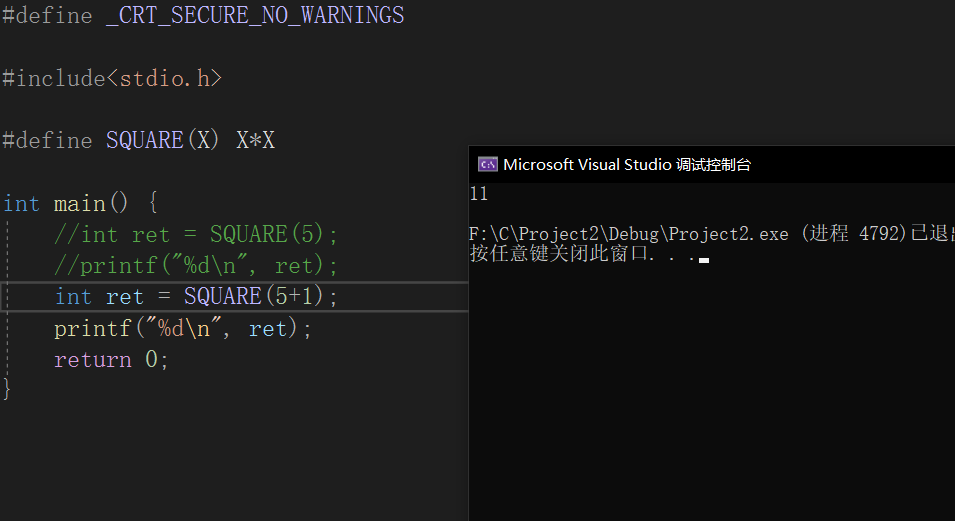 #define _CRT_SECURE_NO_WARNINGS
#include<stdio.h>
#define SQUARE(X) X*X
int main() {
//int ret = SQUARE(5);
//printf("%d\n", ret);
int ret = SQUARE(5+1);
printf("%d\n", ret);
return 0;
}
Microsoft Visual Studio 调试控制台
11
F:\C\Project2\Debug\Project2.exe (进程 4792)已退
按任意键关闭此窗口. . .